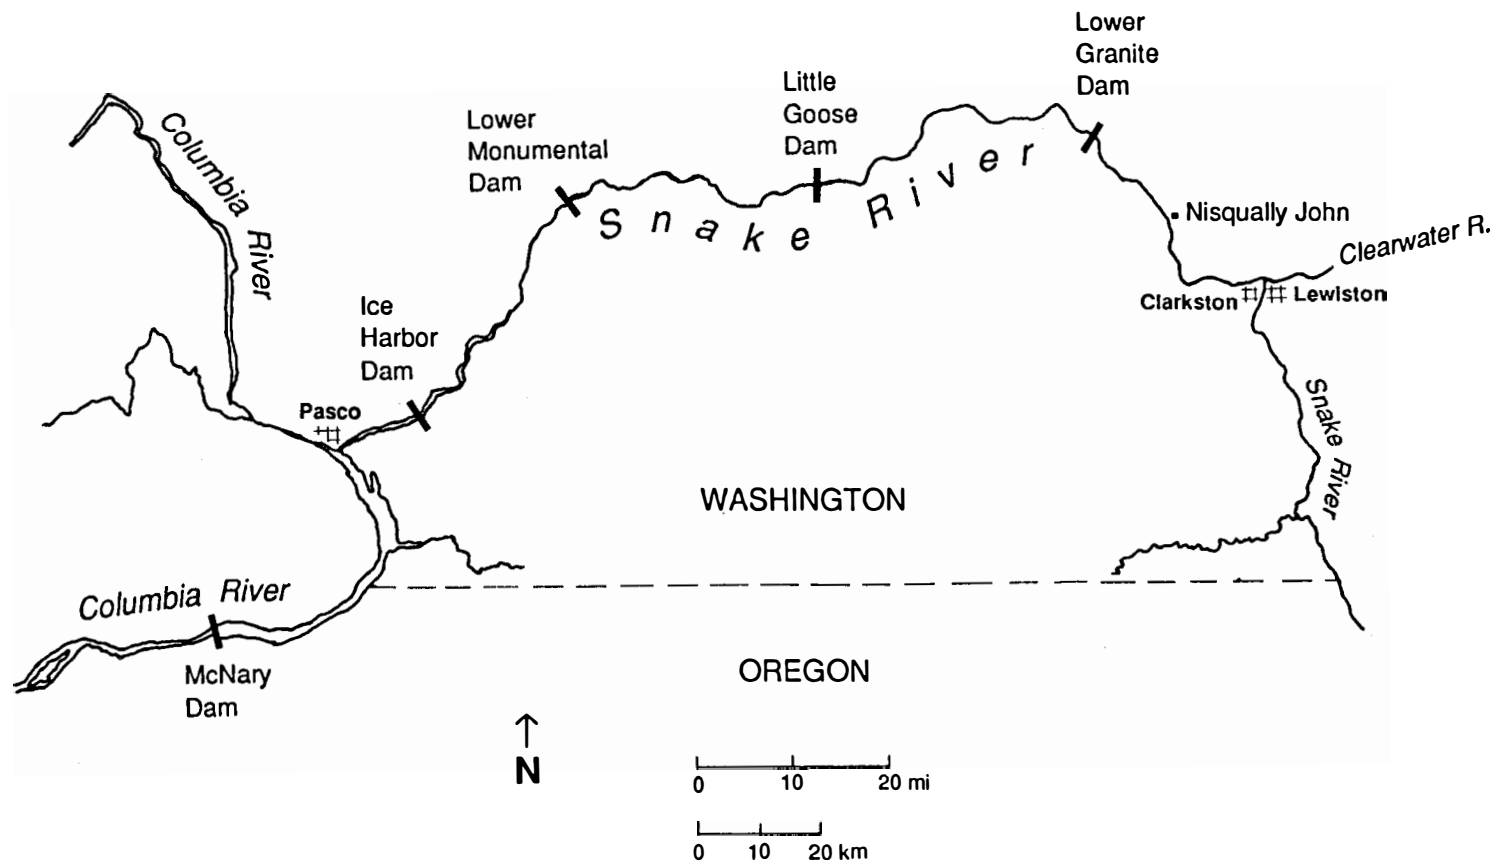 Lower
Granite
Dam
Little
Goose
Dam
Lower
Monumental
Dam
Columbia River
Snake River
Nisqually John
Clearwater R.
Clarkston
Lewiston
Ice
Harbor
Dam
Pasco
Snake River
WASHINGTON
Columbia River
McNary
Dam
OREGON
N
0 10 20 mi
0 10 20 km